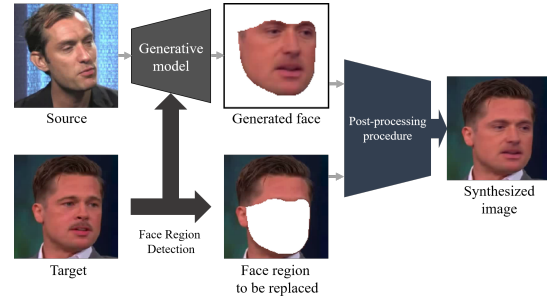 Source
Generative
model
Generated face
Post-processing
procedure
Synthesized
image
Target
Face Region
Detection
Face region
to be replaced